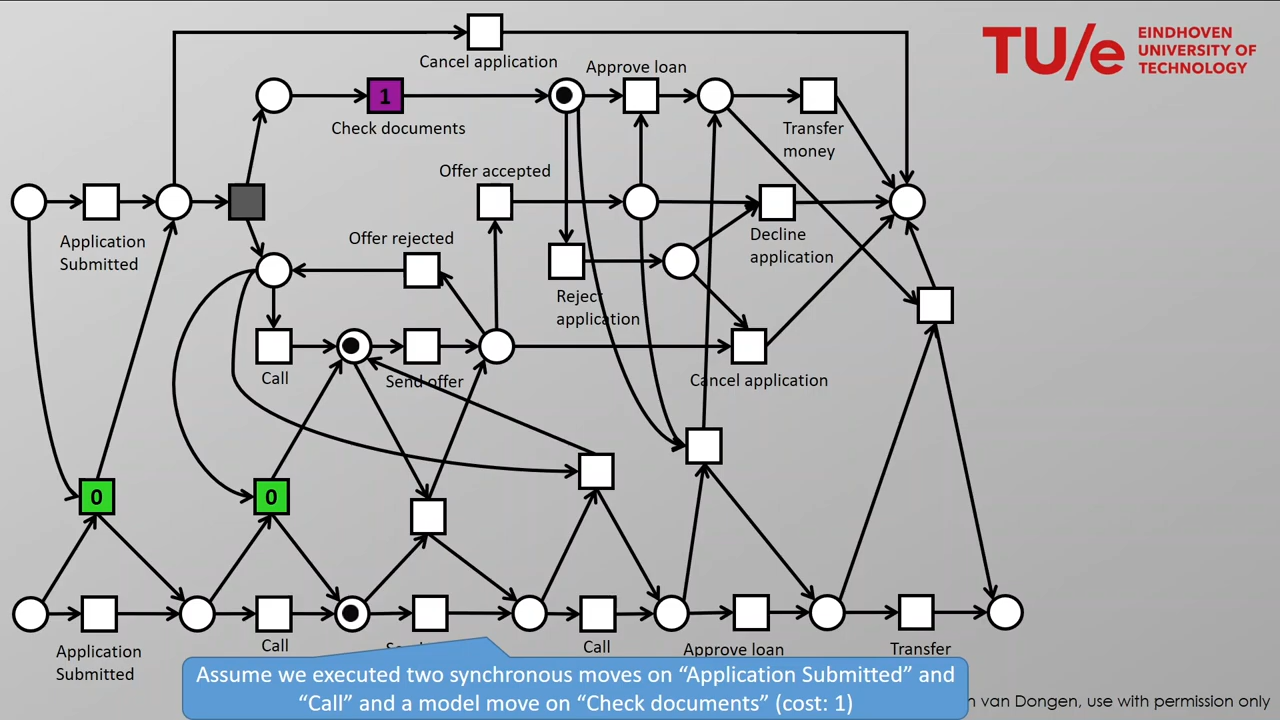 TU/e EINDHOVEN
UNIVERSITY OF
TECHNOLOGY
Cancel application
Approve loan
1
Check documents
Transfer
money
Offer accepted
Application
Submitted
Offer rejected
Decline
application
Reject
application
Call
Send offer
Cancel application
0
0
Application
Submitted
Call
Call
Approve loan
Transfer
Assume we executed two synchronous moves on “Application Submitted” and
“Call” and a model move on “Check documents” (cost: 1)
van Dongen, use with permission only